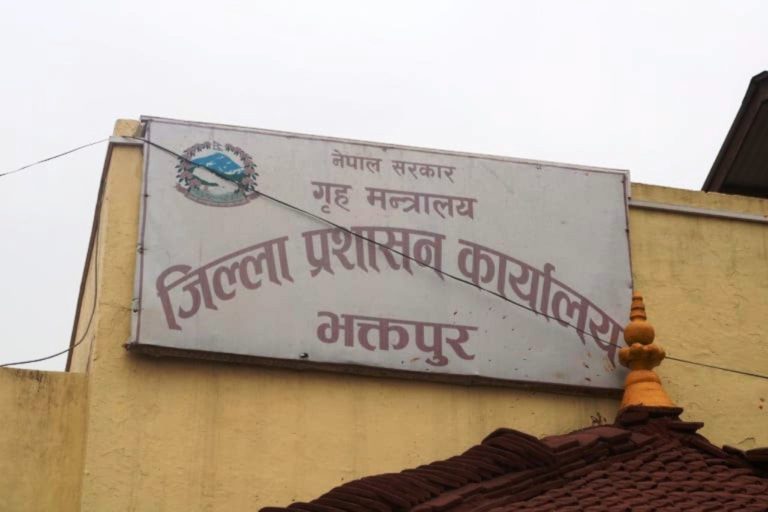 नेपाल सरकार
गृह मन्त्रालय
जिल्ला प्रशासन कार्यालय
भक्तपुर